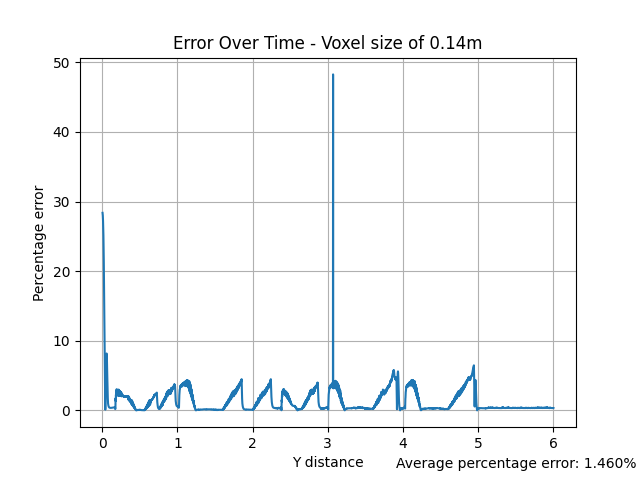 Error Over Time - Voxel size of 0.14m
50
40
30
20
10
0
Percentage error
0 1 2 3 4 5 6
Y distance
Average percentage error: 1.460%